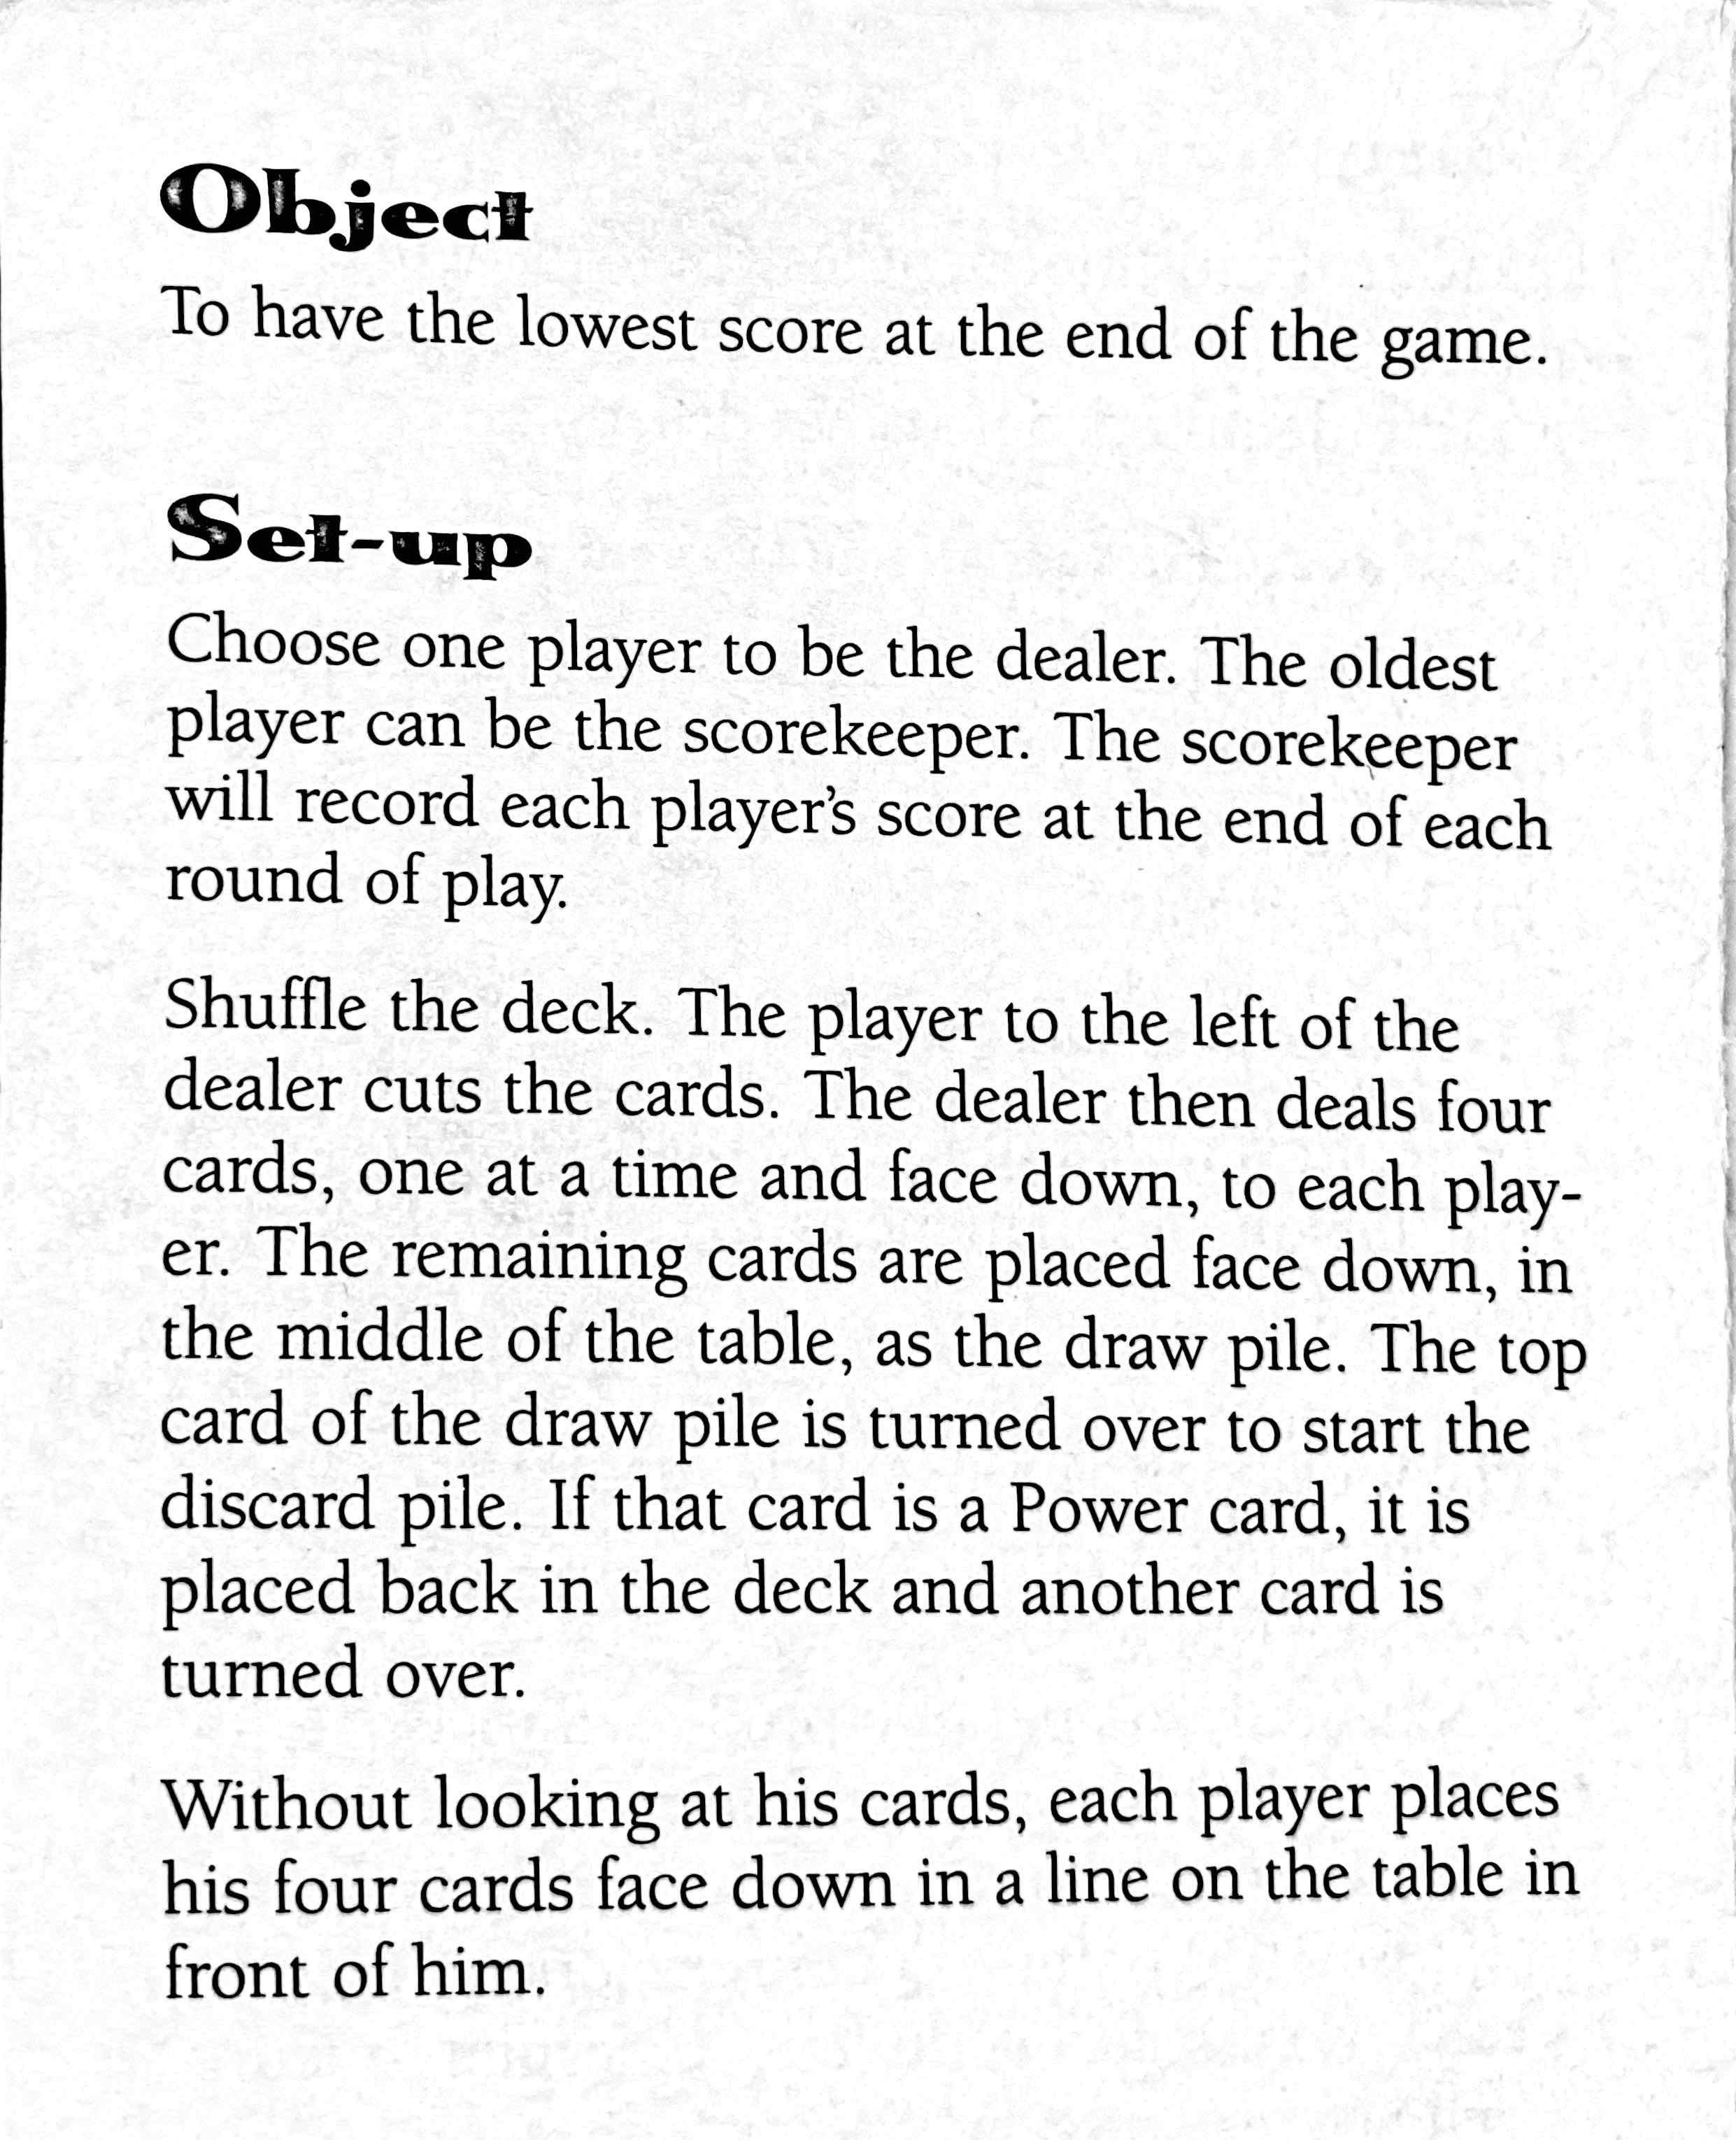 Object
To have the lowest score at the end of the game.
Set-up
Choose one player to be the dealer. The oldest
player can be the scorekeeper. The scorekeeper
will record each player's score at the end of each
round of play.
Shuffle the deck. The player to the left of the
dealer cuts the cards. The dealer then deals four
cards, one at a time and face down, to each play-
er. The remaining cards are placed face down, in
the middle of the table, as the draw pile. The top
card of the draw pile is turned over to start the
discard pile. If that card is a Power card, it is
placed back in the deck and another card is
turned over.
Without looking at his cards, each player places
his four cards face down in a line on the table in
front of him.